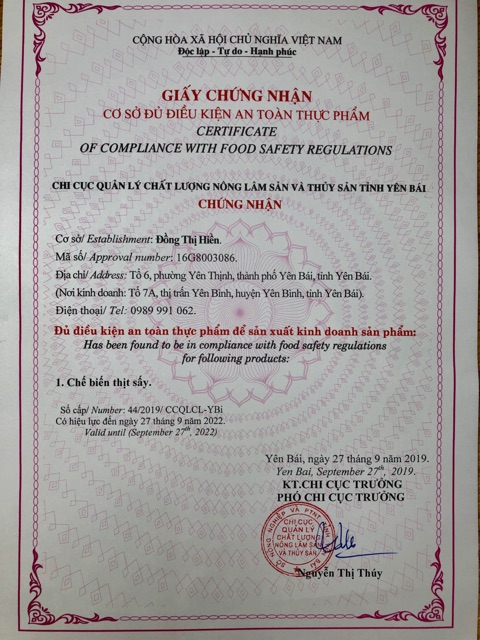 CỘNG HÒA XÃ HỘI CHỦ NGHĨA VIỆT NAM
Độc lập - Tự do - Hạnh phúc
GIẤY CHỨNG NHẬN
CƠ SỞ ĐỦ ĐIỀU KIỆN AN TOÀN THỰC PHẨM
CERTIFICATE
OF COMPLIANCE WITH FOOD SAFETY REGULATIONS
CHI CỤC QUẢN LÝ CHẤT LƯỢNG NÔNG LÂM SẢN VÀ THỦY SẢN TỈNH YÊN BÁI
CHỨNG NHẬN
Cơ sở/ Establishment: Đồng Thị Hiền.
Mã số/ Approval number: 16G8003086.
Địa chỉ/ Address: Tổ 6, phường Yên Thịnh, thành phố Yên Bái, tỉnh Yên Bái.
(Nơi kinh doanh: Tổ 7A, thị trấn Yên Bình, huyện Yên Bình, tỉnh Yên Bái).
Điện thoại/ Tel: 0989 991 062.
Đủ điều kiện an toàn thực phẩm để sản xuất kinh doanh sản phẩm:
Has been found to be in compliance with food safety regulations
for following products:
1. Chế biến thịt sấy.
Số cấp/ Number: 44/2019/ CCQLCL-YBi
Có hiệu lực đến ngày 27 tháng 9 năm 2022.
Valid until (September 27th, 2022)
Yên Bái, ngày 27 tháng 9 năm 2019.
Yen Bai, September 27th, 2019.
KT.CHI CỤC TRƯỞNG
PHÓ CHI CỤC TRƯỞNG
SỞ NÔNG NGHIỆP VÀ PTNT TỈNH
CHI CỤC
QUẢN LÝ
CHẤT LƯỢNG
NÔNG LÂM SẢN
VÀ THỦY SẢN
Nguyễn Thị Thúy